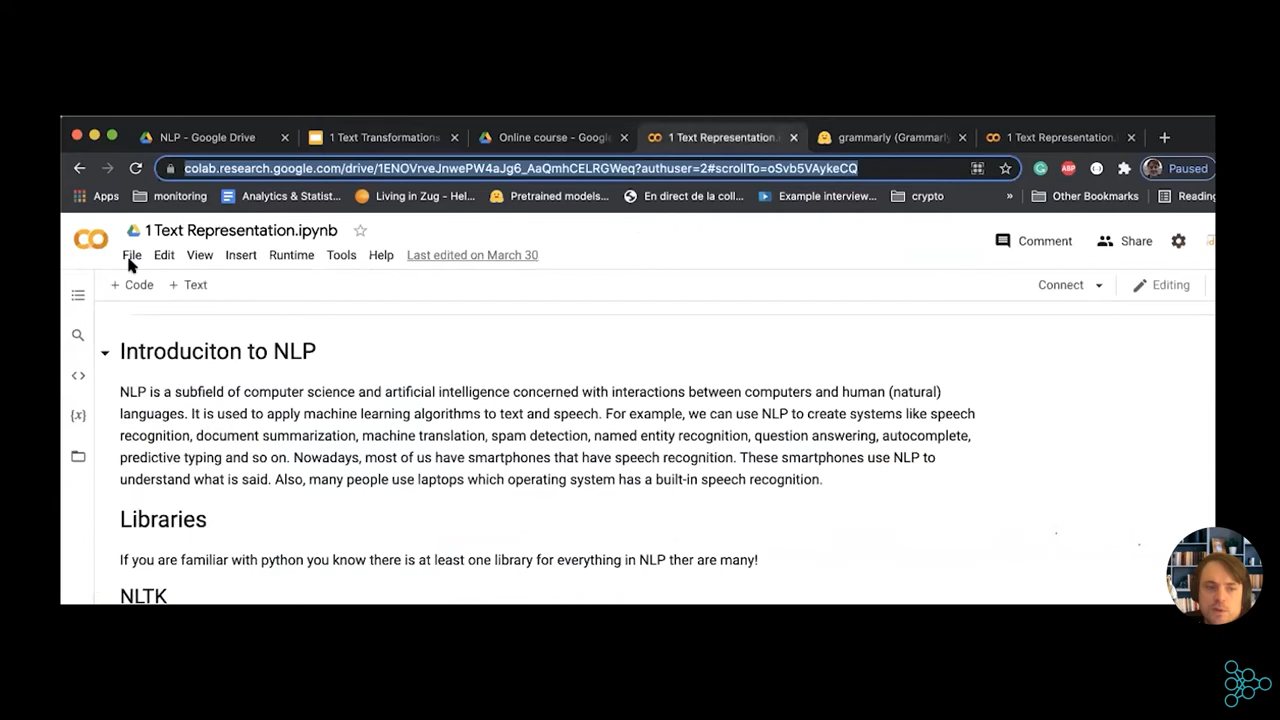 NLP - Google Drive
1 Text Transformations
Online course - Googl
1 Text Representation.
grammarly (Grammarly
1 Text Representation.
colab.research.google.com/drive/1ENOVrveJnwePW4aJg6_AaQmhCELRGWeq?authuser=2#scrollTo=oSvb5VAykeCQ
ABP
Paused
Apps
monitoring
Analytics & Statist...
Living in Zug - Hel...
Pretrained models...
En direct de la coll...
Example interview...
crypto
»
Other Bookmarks
Reading
1 Text Representation.ipynb
Comment
Share
File Edit View Insert Runtime Tools Help Last edited on March 30
+ Code + Text
Connect
Editing
Introduciton to NLP
NLP is a subfield of computer science and artificial intelligence concerned with interactions between computers and human (natural)
languages. It is used to apply machine learning algorithms to text and speech. For example, we can use NLP to create systems like speech
recognition, document summarization, machine translation, spam detection, named entity recognition, question answering, autocomplete,
predictive typing and so on. Nowadays, most of us have smartphones that have speech recognition. These smartphones use NLP to
understand what is said. Also, many people use laptops which operating system has a built-in speech recognition.
Libraries
If you are familiar with python you know there is at least one library for everything in NLP ther are many!
NLTK